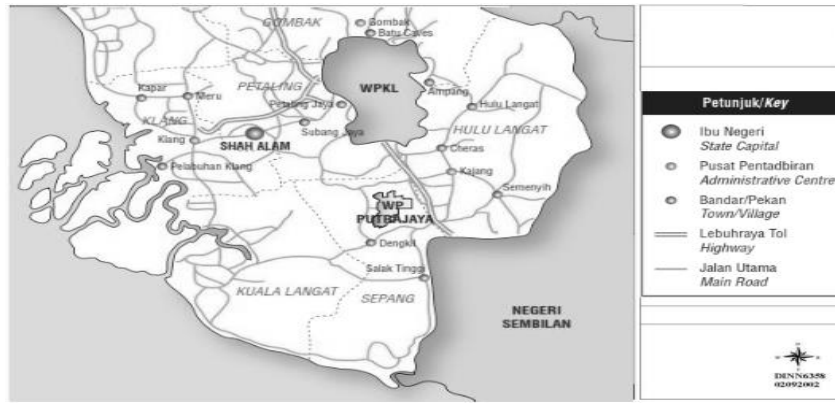 GOMBAK
Gombak
Batu Caves
PETALING
WPKL
Kapar
Meru
Petaling Jaya
Ampang
Hulu Langat
KLANG
Subang Jaya
HULU LANGAT
Klang
SHAH ALAM
Cheras
Pelabuhan Klang
Kajang
Semenyih
WP
PUTRAJAYA
Dengkil
Salak Tinggi
KUALA LANGAT
SEPANG
NEGERI
SEMBILAN
Petunjuk/Key
Ibu Negeri
State Capital
Pusat Pentadbiran
Administrative Centre
Bandar/Pekan
Town/Village
Lebuhraya Tol
Highway
Jalan Utama
Main Road
DINN6358
02092002